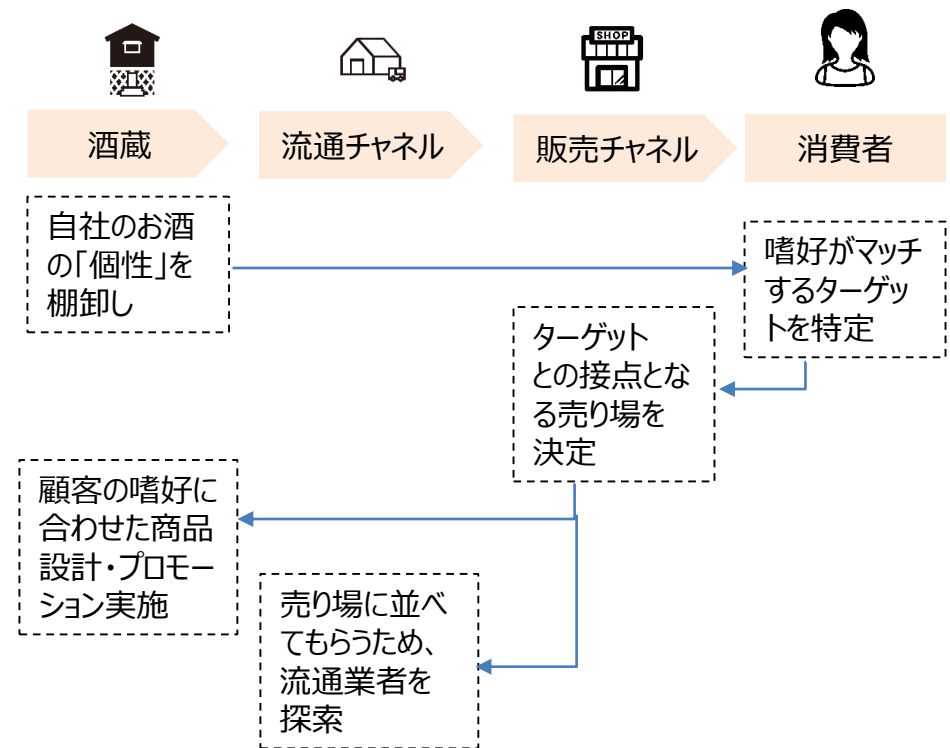 SHOP
酒蔵
流通チャネル
販売チャネル
消費者
自社のお酒
の「個性」を
棚卸し
嗜好がマッチ
するターゲッ
トを特定
ターゲット
との接点とな
る売り場を
決定
顧客の嗜好に
合わせた商品
設計・プロモー
ション実施
売り場に並べ
てもらうため、
流通業者を
探索